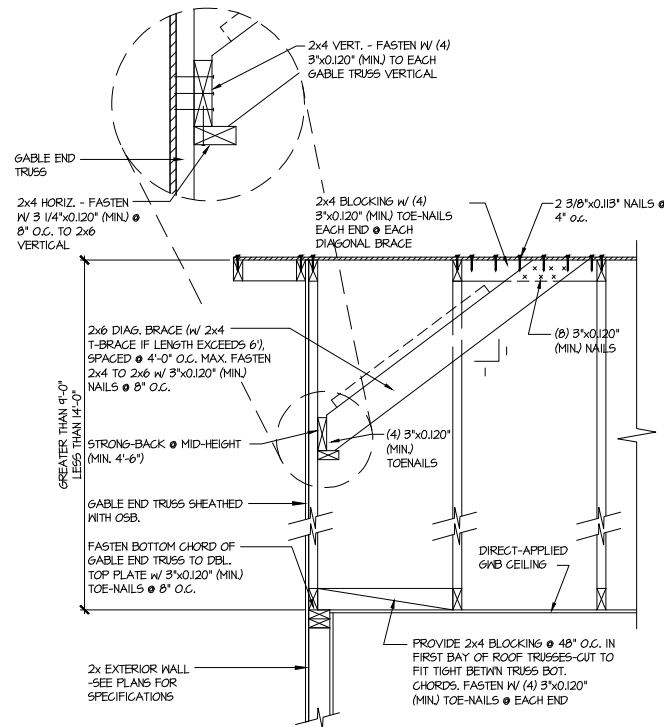 2x4 VERT. - FASTEN W/ (4)
3"x0.120" (MIN.) TO EACH
GABLE TRUSS VERTICAL
GABLE END
TRUSS
2x4 HORIZ. - FASTEN
W/ 3 1/4"x0.120" (MIN.) @
8" O.C. TO 2x6
VERTICAL
2x4 BLOCKING W/ (4)
3"x0.120" (MIN.) TOE-NAILS
EACH END @ EACH
DIAGONAL BRACE
2 3/8"x0.113" NAILS @
4" o.c.
2x6 DIAG. BRACE (W/ 2x4
T-BRACE IF LENGTH EXCEEDS 6'),
SPACED @ 4'-0" O.C. MAX. FASTEN
2x4 TO 2x6 W/ 3"x0.120" (MIN.)
NAILS @ 8" O.C.
(8) 3"x0.120"
(MIN.) NAILS
1
1
GREATER THAN 9'-0"
LESS THAN 14'-0"
STRONG-BACK @ MID-HEIGHT
(MIN. 4'-6")
(4) 3"x0.120"
(MIN.)
TOENAILS
GABLE END TRUSS SHEATHED
WITH OSB.
FASTEN BOTTOM CHORD OF
GABLE END TRUSS TO DBL.
TOP PLATE W/ 3"x0.120" (MIN.)
TOE-NAILS @ 8" O.C.
DIRECT-APPLIED
GWB CEILING
2x EXTERIOR WALL
-SEE PLANS FOR
SPECIFICATIONS
PROVIDE 2x4 BLOCKING @ 48" O.C. IN
FIRST BAY OF ROOF TRUSSES-CUT TO
FIT TIGHT BETW'N TRUSS BOT.
CHORDS. FASTEN W/ (4) 3"x0.120"
(MIN.) TOE-NAILS @ EACH END